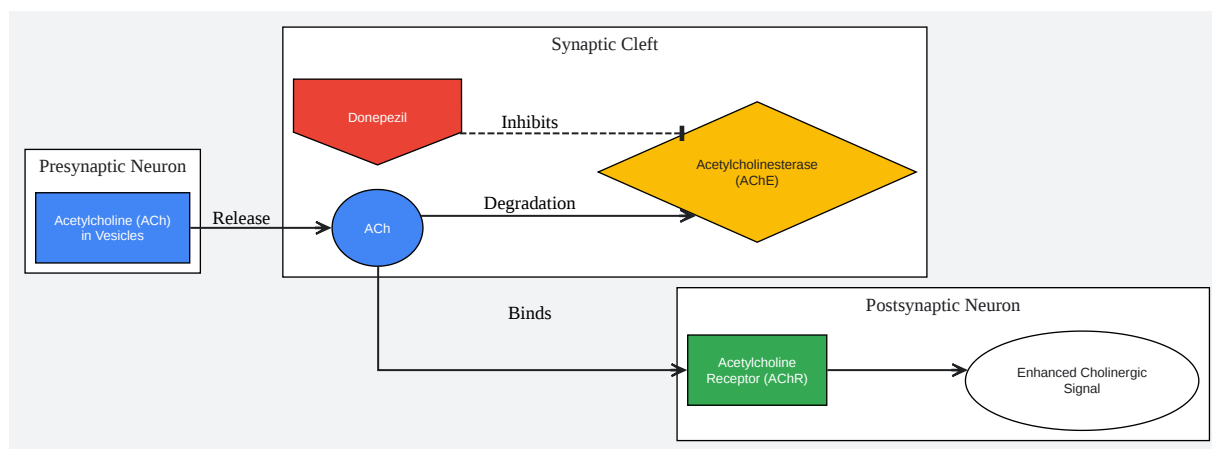 Synaptic Cleft
Donepezil
Inhibits
Acetylcholinesterase
(AChE)
Presynaptic Neuron
Acetylcholine (ACh)
in Vesicles
Release
ACh
Degradation
Binds
Postsynaptic Neuron
Acetylcholine
Receptor (AChR)
Enhanced Cholinergic
Signal